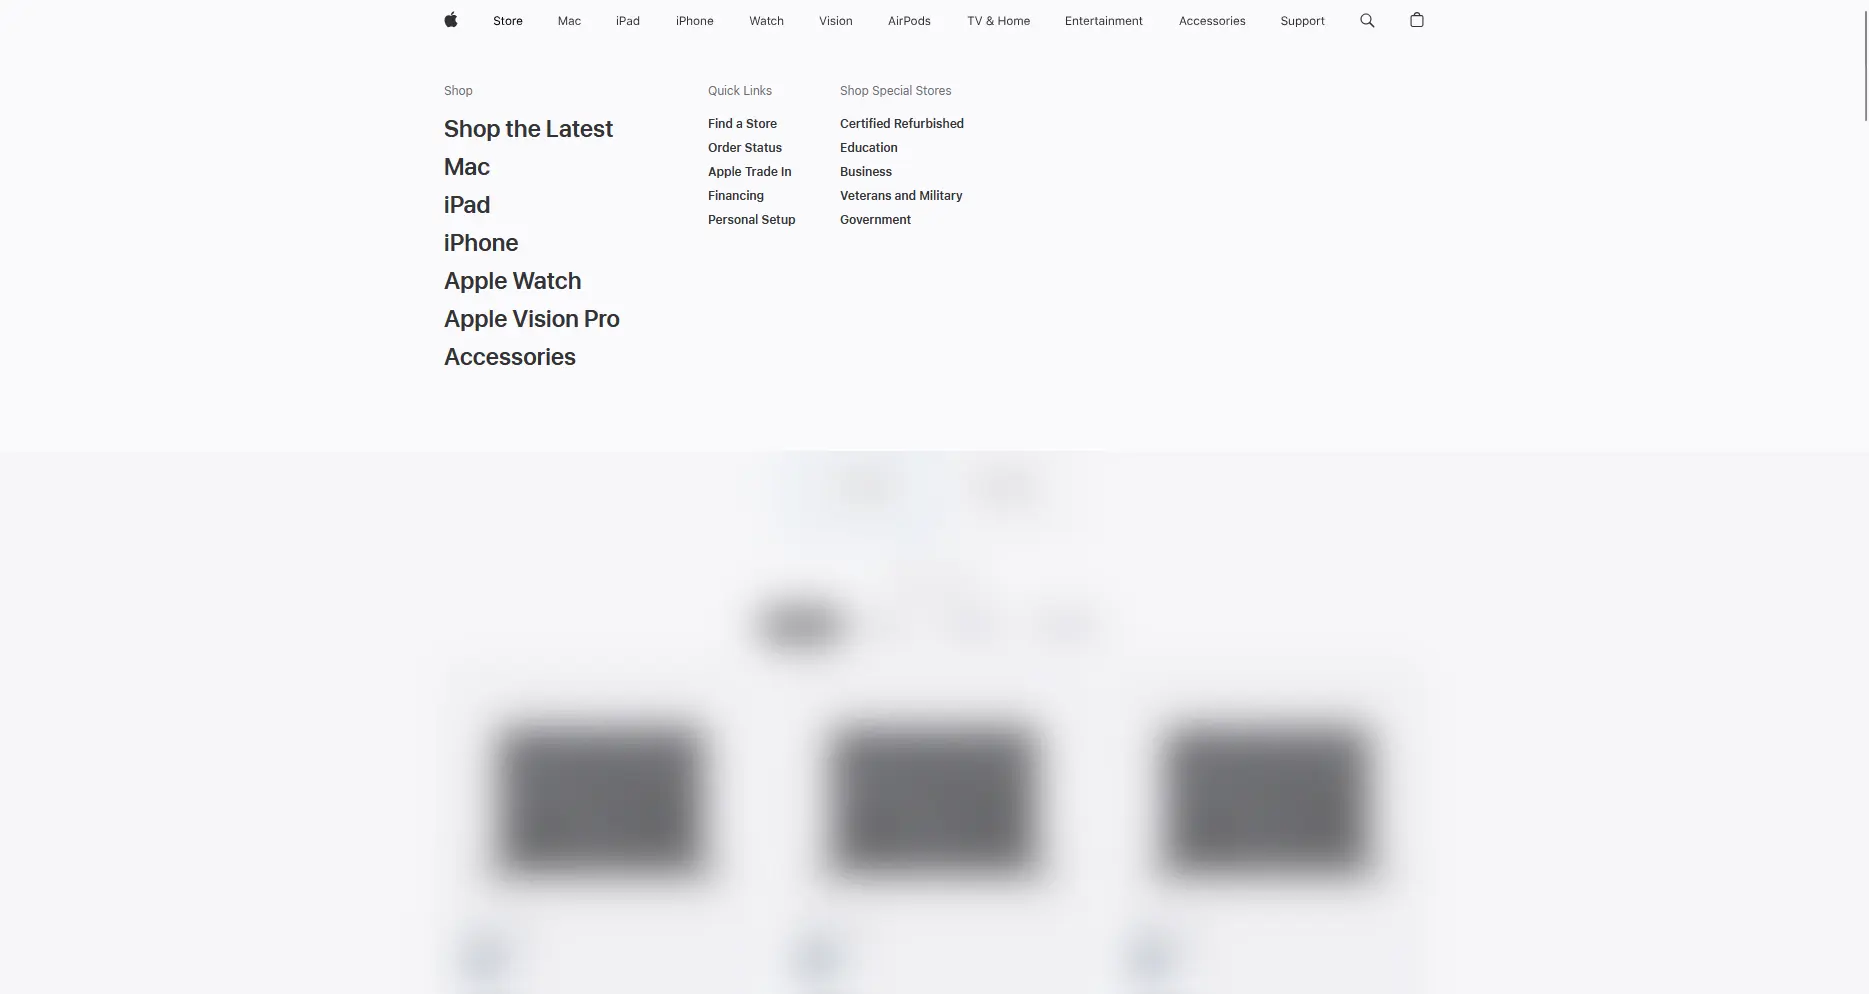 Store Mac iPad iPhone Watch Vision AirPods TV & Home Entertainment Accessories Support
Shop
Shop the Latest
Mac
iPad
iPhone
Apple Watch
Apple Vision Pro
Accessories
Quick Links
Find a Store
Order Status
Apple Trade In
Financing
Personal Setup
Shop Special Stores
Certified Refurbished
Education
Business
Veterans and Military
Government